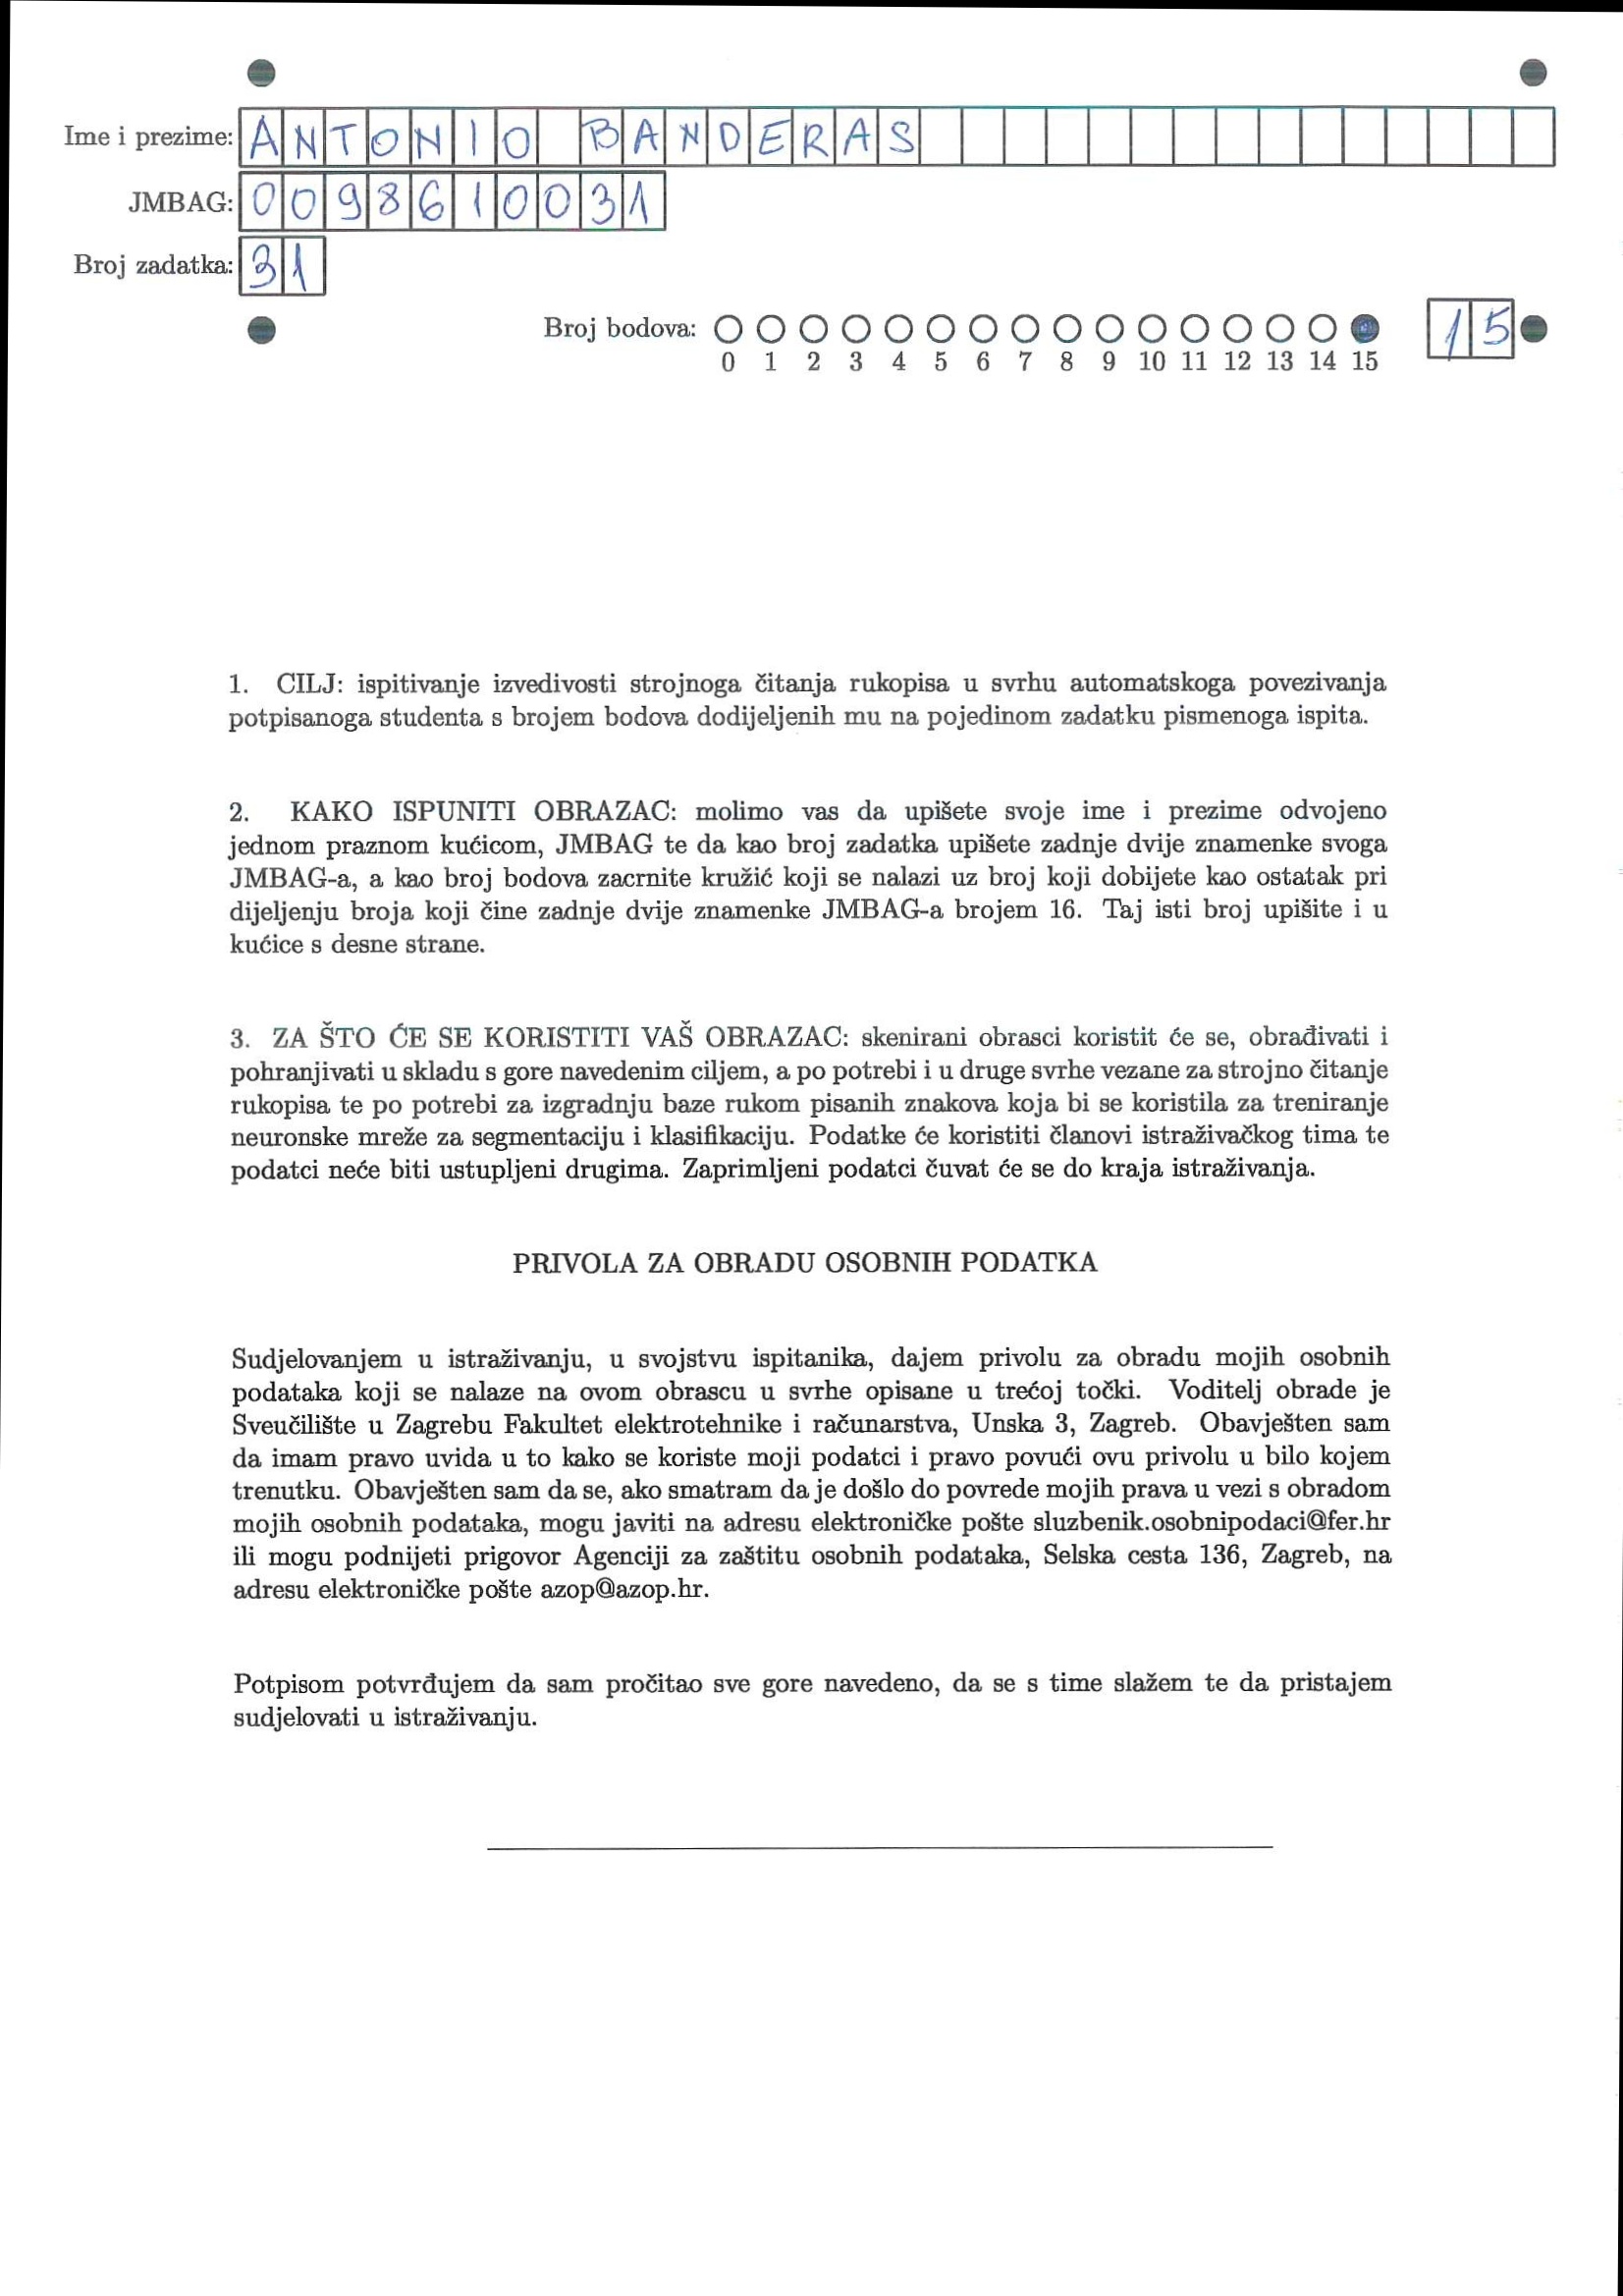 Ime i prezime: ANTONIO BANDERAS
JMBAG: 0098610031
Broj zadatka: 31
Broj bodova: 15
0 1 2 3 4 5 6 7 8 9 10 11 12 13 14 15
1. CILJ: ispitivanje izvedivosti strojnoga čitanja rukopisa u svrhu automatskoga povezivanja
potpisanoga studenta s brojem bodova dodijeljenih mu na pojedinom zadatku pismenoga ispita.
2. KAKO ISPUNITI OBRAZAC: molimo vas da upišete svoje ime i prezime odvojeno
jednom praznom kućicom, JMBAG te da kao broj zadatka upišete zadnje dvije znamenke svoga
JMBAG-a, a kao broj bodova zacrnite kružić koji se nalazi uz broj koji dobijete kao ostatak pri
dijeljenju broja koji čine zadnje dvije znamenke JMBAG-a brojem 16. Taj isti broj upišite i u
kućice s desne strane.
3. ZA ŠTO ĆE SE KORISTITI VAŠ OBRAZAC: skenirani obrasci koristit će se, obrađivati i
pohranjivati u skladu s gore navedenim ciljem, a po potrebi i u druge svrhe vezane za strojno čitanje
rukopisa te po potrebi za izgradnju baze rukom pisanih znakova koja bi se koristila za treniranje
neuronske mreže za segmentaciju i klasifikaciju. Podatke će koristiti članovi istraživačkog tima te
podatci neće biti ustupljeni drugima. Zaprimljeni podatci čuvat će se do kraja istraživanja.
PRIVOLA ZA OBRADU OSOBNIH PODATKA
Sudjelovanjem u istraživanju, u svojstvu ispitanika, dajem privolu za obradu mojih osobnih
podataka koji se nalaze na ovom obrascu u svrhe opisane u trećoj točki. Voditelj obrade je
Sveučilište u Zagrebu Fakultet elektrotehnike i računarstva, Unska 3, Zagreb. Obavješten sam
da imam pravo uvida u to kako se koriste moji podatci i pravo povući ovu privolu u bilo kojem
trenutku. Obavješten sam da se, ako smatram da je došlo do povrede mojih prava u vezi s obradom
mojih osobnih podataka, mogu javiti na adresu elektroničke pošte sluzbenik.osobnipodaci@fer.hr
ili mogu podnijeti prigovor Agenciji za zaštitu osobnih podataka, Selska cesta 136, Zagreb, na
adresu elektroničke pošte azop@azop.hr.
Potpisom potvrđujem da sam pročitao sve gore navedeno, da se s time slažem te da pristajem
sudjelovati u istraživanju.